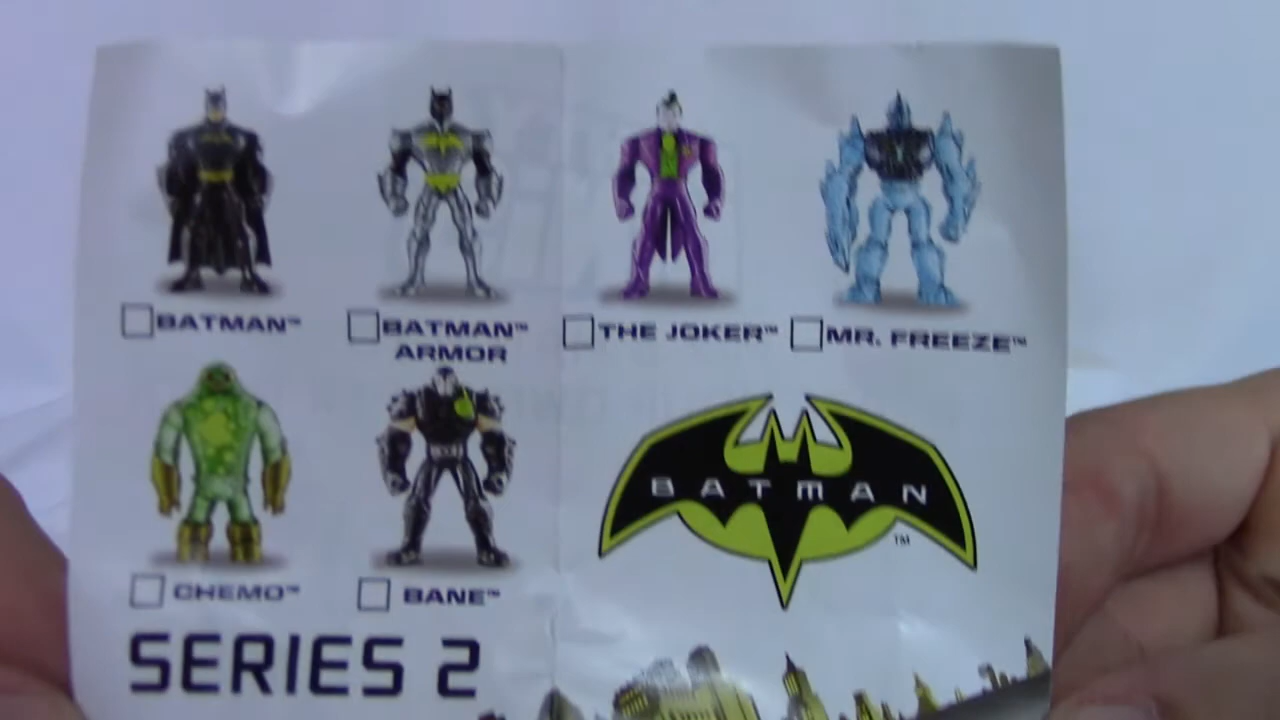 BATMAN™
BATMAN™
ARMOR
THE JOKER™
MR. FREEZE™
CHEMO™
BANE™
BATMAN
™
SERIES 2